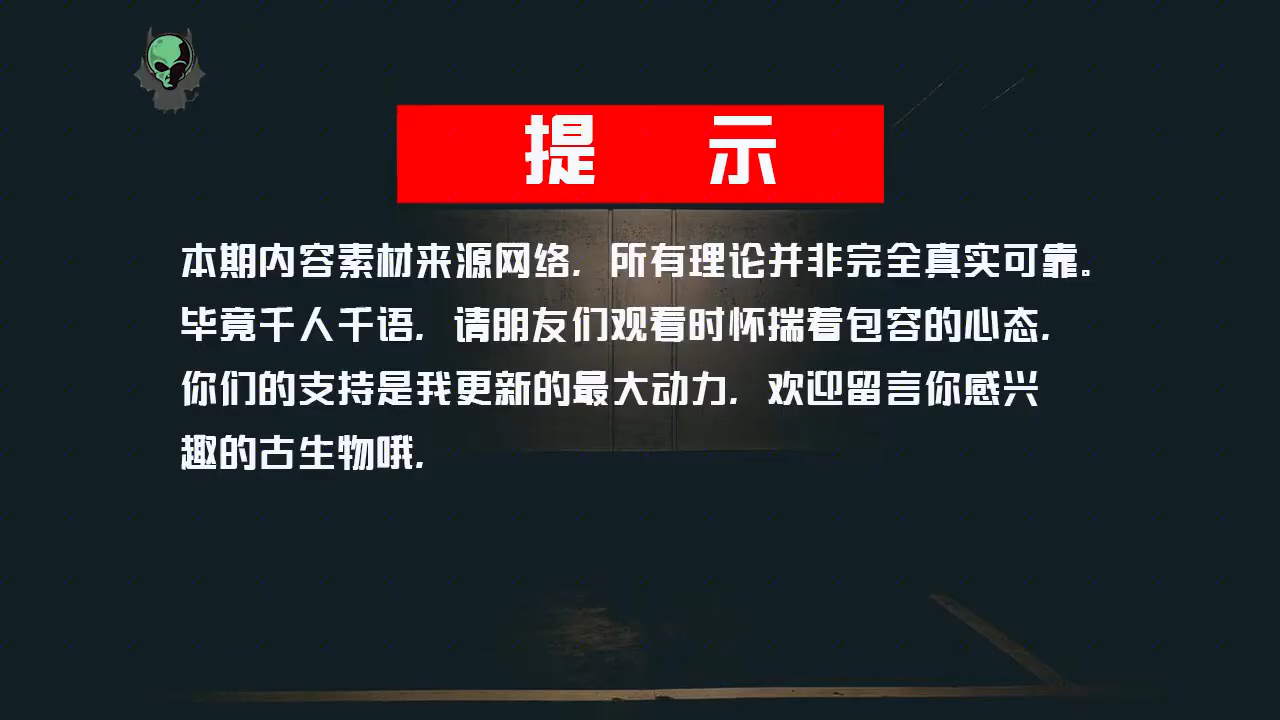 提 示
本期内容素材来源网络, 所有理论并非完全真实可靠。
毕竟千人千语, 请朋友们观看时怀揣着包容的心态,
你们的支持是我更新的最大动力, 欢迎留言你感兴
趣的古生物哦,